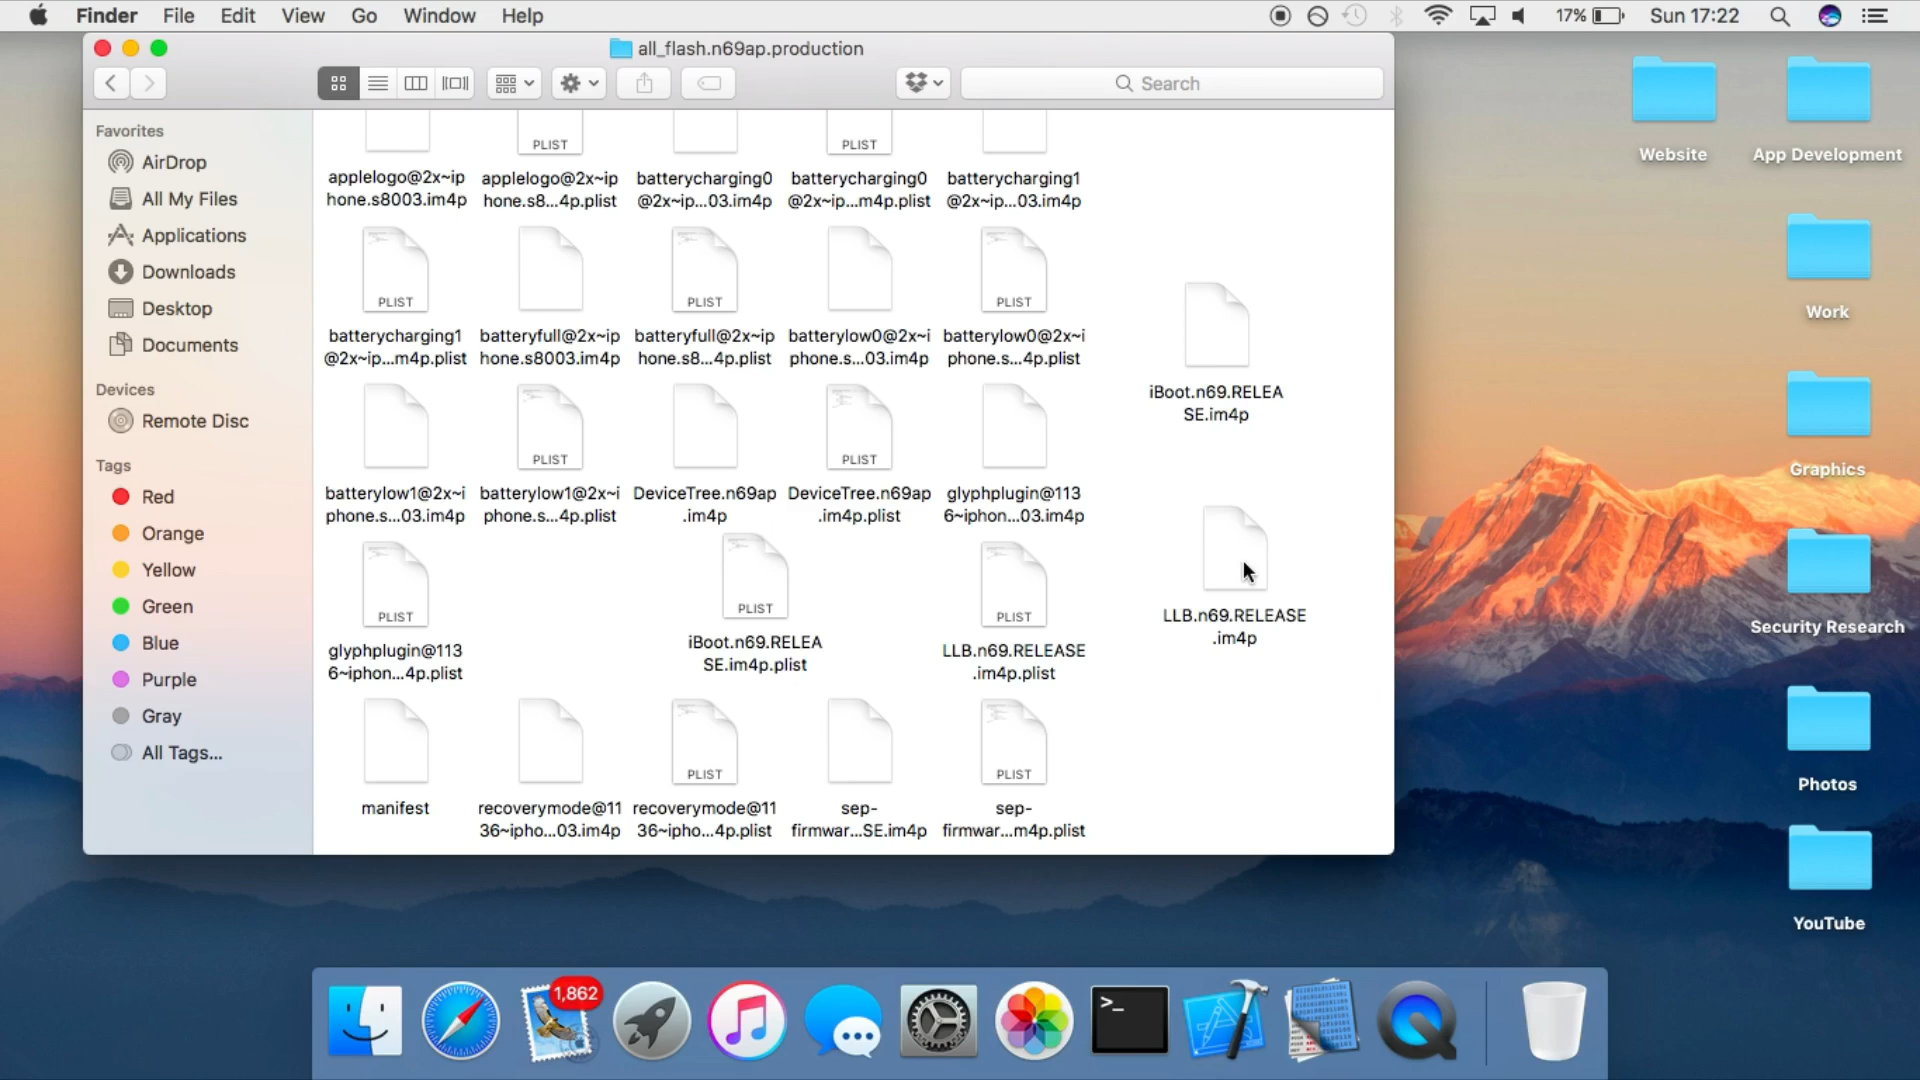 Finder File Edit View Go Window Help 17% Sun 17:22
all_flash.n69ap.production
Search
Favorites
AirDrop
All My Files
Applications
Downloads
Desktop
Documents
Devices
Remote Disc
Tags
Red
Orange
Yellow
Green
Blue
Purple
Gray
All Tags...
PLIST PLIST
applelogo@2x~ip applelogo@2x~ip batterycharging0 batterycharging0 batterycharging1
hone.s8003.im4p hone.s8...4p.plist @2x~ip...03.im4p @2x~ip...m4p.plist @2x~ip...03.im4p
PLIST PLIST PLIST
batterycharging1 batteryfull@2x~ip batteryfull@2x~ip batterylow0@2x~i batterylow0@2x~i
@2x~ip...m4p.plist hone.s8003.im4p hone.s8...4p.plist phone.s...03.im4p phone.s...4p.plist
iBoot.n69.RELEA
SE.im4p
PLIST PLIST
batterylow1@2x~i batterylow1@2x~i DeviceTree.n69ap DeviceTree.n69ap glyphplugin@113
phone.s...03.im4p phone.s...4p.plist .im4p .im4p.plist 6~iphon...03.im4p
PLIST PLIST PLIST
glyphplugin@113 iBoot.n69.RELEA LLB.n69.RELEASE
6~iphon...4p.plist SE.im4p.plist .im4p.plist
LLB.n69.RELEASE
.im4p
PLIST PLIST
manifest recoverymode@11 recoverymode@11 sep- sep-
36~ipho...03.im4p 36~ipho...4p.plist firmwar...SE.im4p firmwar...m4p.plist
Website App Development
Work
Graphics
Security Research
Photos
YouTube
1,862
>_